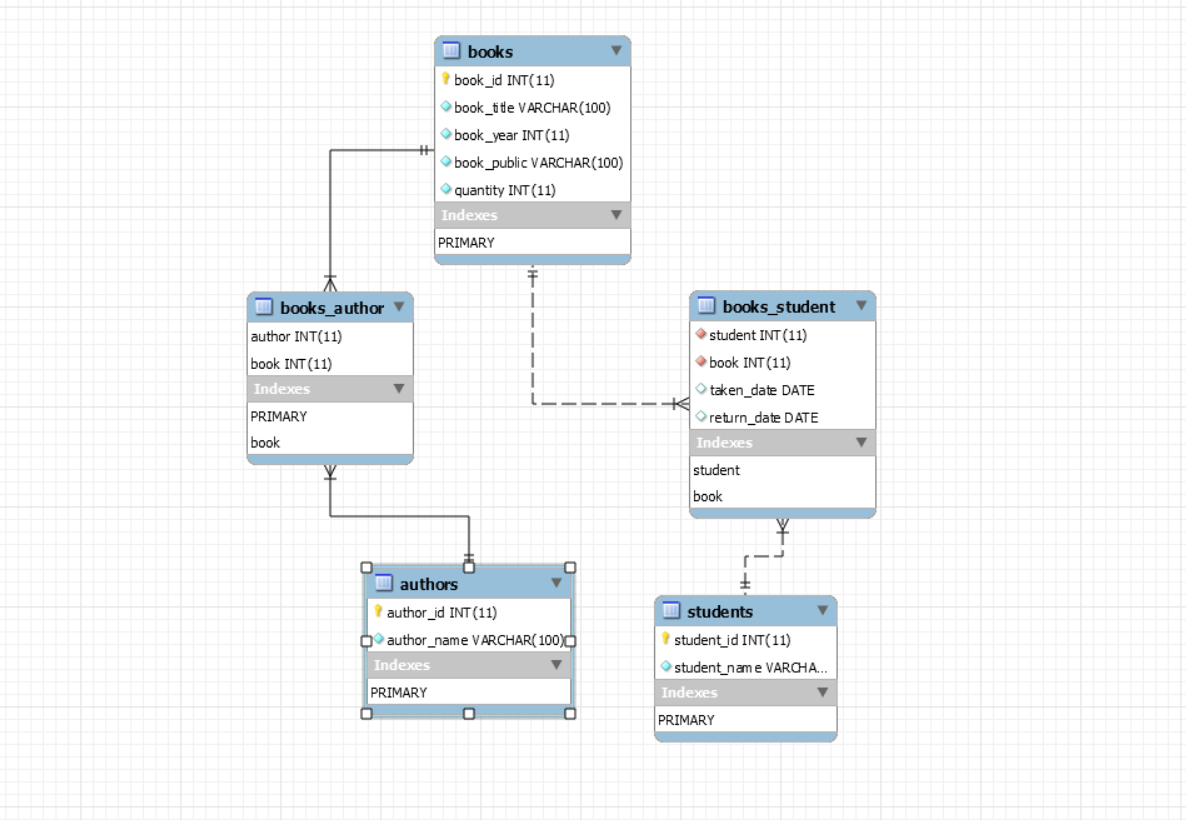 books
book_id INT(11)
book_title VARCHAR(100)
book_year INT(11)
book_public VARCHAR(100)
quantity INT(11)
Indexes
PRIMARY
books_author
author INT(11)
book INT(11)
Indexes
PRIMARY
book
books_student
student INT(11)
book INT(11)
taken_date DATE
return_date DATE
Indexes
student
book
authors
author_id INT(11)
author_name VARCHAR(100)
Indexes
PRIMARY
students
student_id INT(11)
student_name VARCHA...
Indexes
PRIMARY